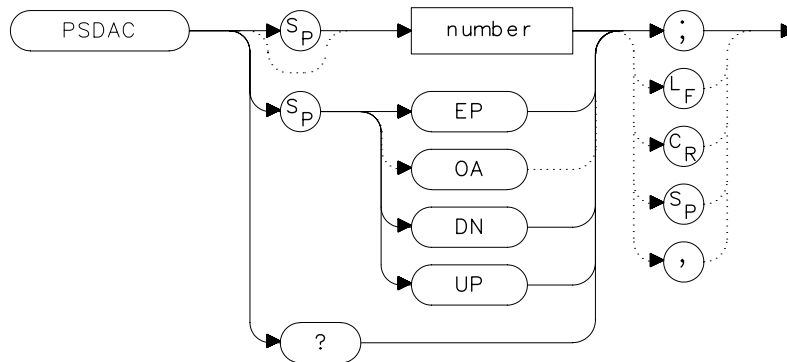 PSDAC
SP
number
;
LF
SP
EP
CR
OA
SP
DN
,
UP
?